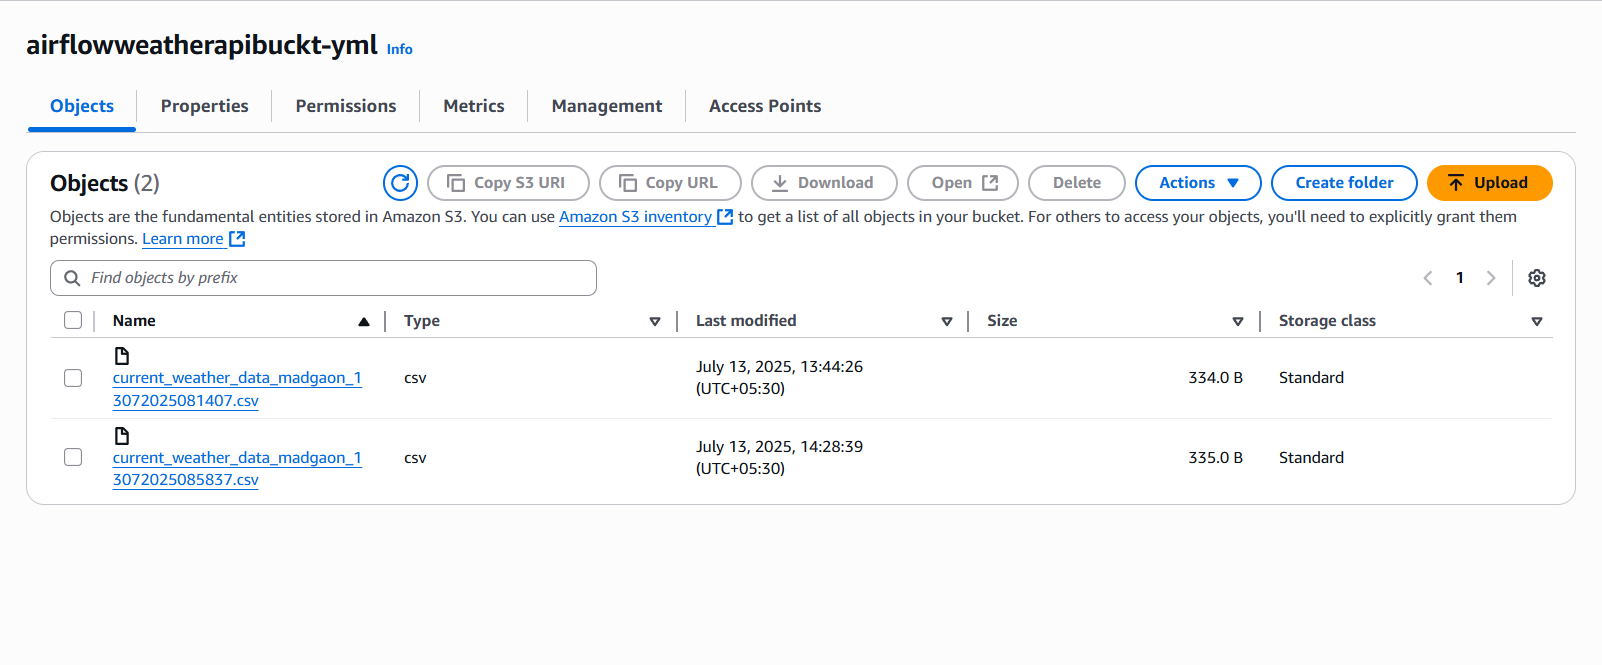 airflowweatherapibuckt-yml Info
Objects Properties Permissions Metrics Management Access Points
Objects (2) Copy S3 URI Copy URL Download Open Delete Actions Create folder Upload
Objects are the fundamental entities stored in Amazon S3. You can use Amazon S3 inventory to get a list of all objects in your bucket. For others to access your objects, you'll need to explicitly grant them
permissions. Learn more
Find objects by prefix 1
Name Type Last modified Size Storage class
current_weather_data_madgaon_1 csv July 13, 2025, 13:44:26 334.0 B Standard
3072025081407.csv (UTC+05:30)
current_weather_data_madgaon_1 csv July 13, 2025, 14:28:39 335.0 B Standard
3072025085837.csv (UTC+05:30)